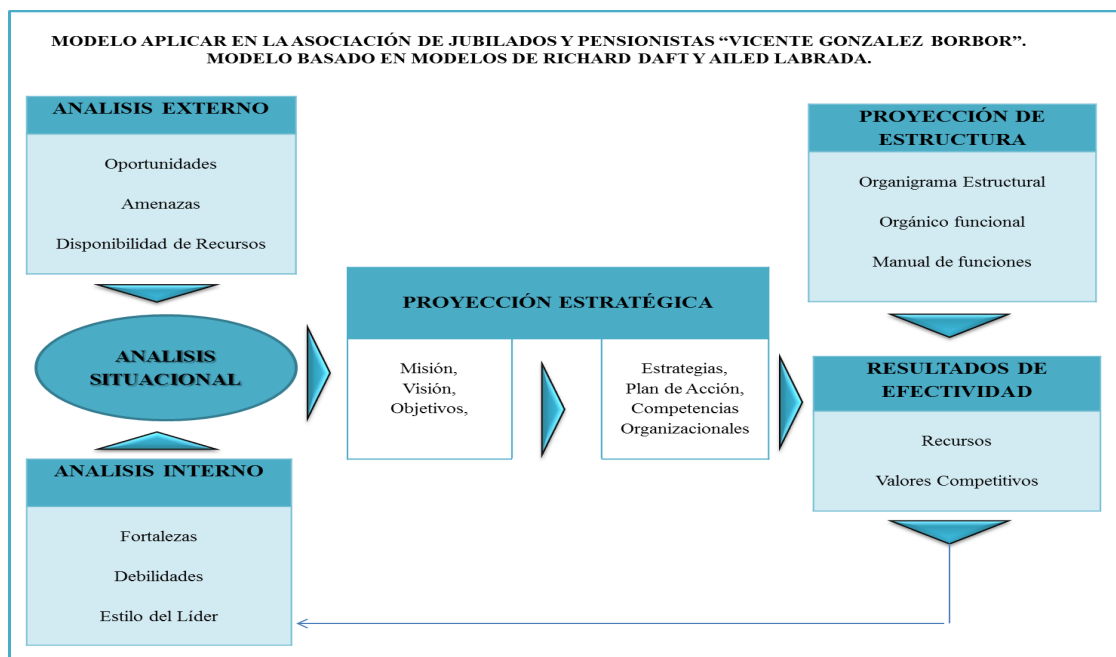 MODELO APLICAR EN LA ASOCIACIÓN DE JUBILADOS Y PENSIONISTAS “VICENTE GONZALEZ BORBOR”.
MODELO BASADO EN MODELOS DE RICHARD DAFT Y AILED LABRADA.
ANALISIS EXTERNO
Oportunidades
Amenazas
Disponibilidad de Recursos
ANALISIS
SITUACIONAL
ANALISIS INTERNO
Fortalezas
Debilidades
Estilo del Líder
PROYECCIÓN ESTRATÉGICA
Misión,
Visión,
Objetivos,
Estrategias,
Plan de Acción,
Competencias
Organizacionales
PROYECCIÓN DE
ESTRUCTURA
Organigrama Estructural
Orgánico funcional
Manual de funciones
RESULTADOS DE
EFECTIVIDAD
Recursos
Valores Competitivos